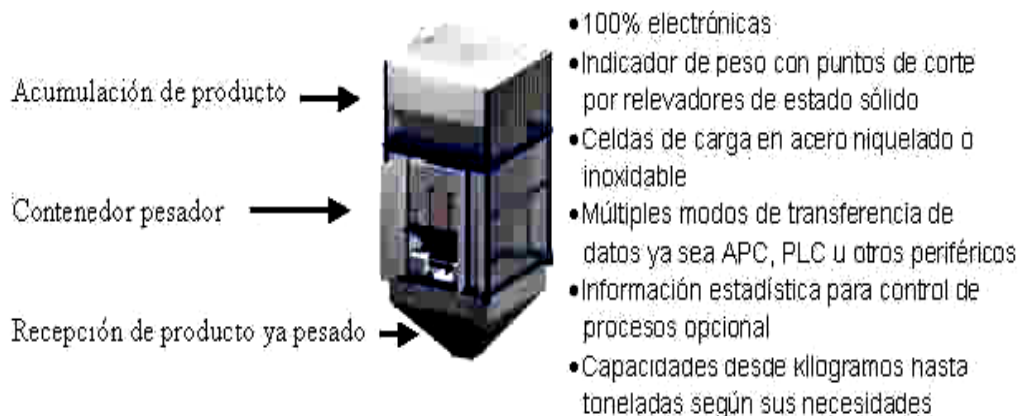 Acumulación de producto
Contenedor pesador
Recepción de producto ya pesado
•100% electrónicas
•Indicador de peso con puntos de corte
por relevadores de estado sólido
•Celdas de carga en acero niquelado o
inoxidable
•Múltiples modos de transferencia de
datos ya sea APC, PLC u otros periféricos
•Información estadística para control de
procesos opcional
•Capacidades desde kilogramos hasta
toneladas según sus necesidades